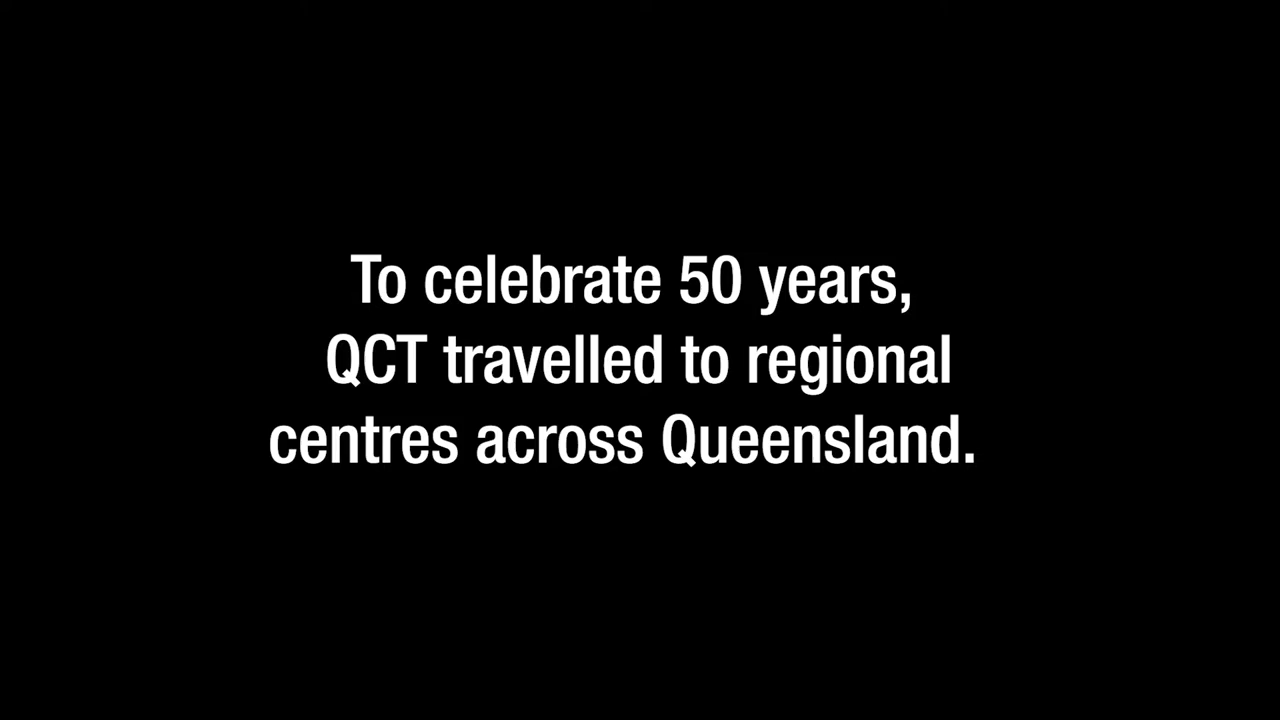 To celebrate 50 years,
QCT travelled to regional
centres across Queensland.